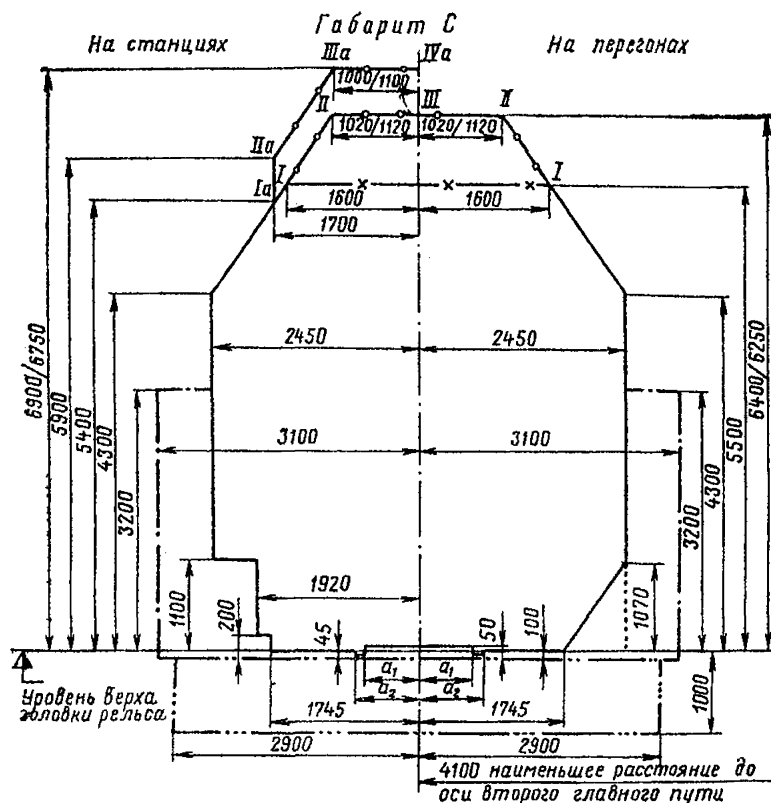 Габарит С
На станциях
На перегонах
IIIa
IVa
1000/1100
II
III
II
1020/1120
1020/1120
IIa
I
Ia
I
1600
1600
1700
2450
2450
6900/6750
5900
5400
4300
3200
6400/6250
5500
4300
3200
3100
3100
1920
1100
200
45
50
100
1070
1000
a₁
a₁
a₂
a₂
Уровень верха
головки рельса
1745
1745
2900
2900
4100 наименьшее расстояние до
оси второго главного пути